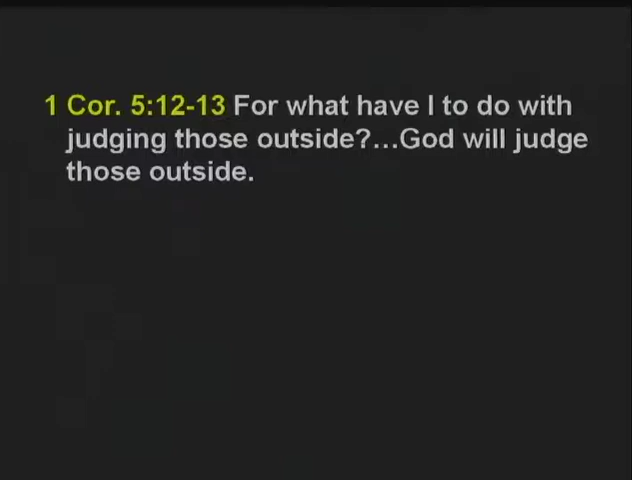 1 Cor. 5:12-13 For what have I to do with
judging those outside?...God will judge
those outside.